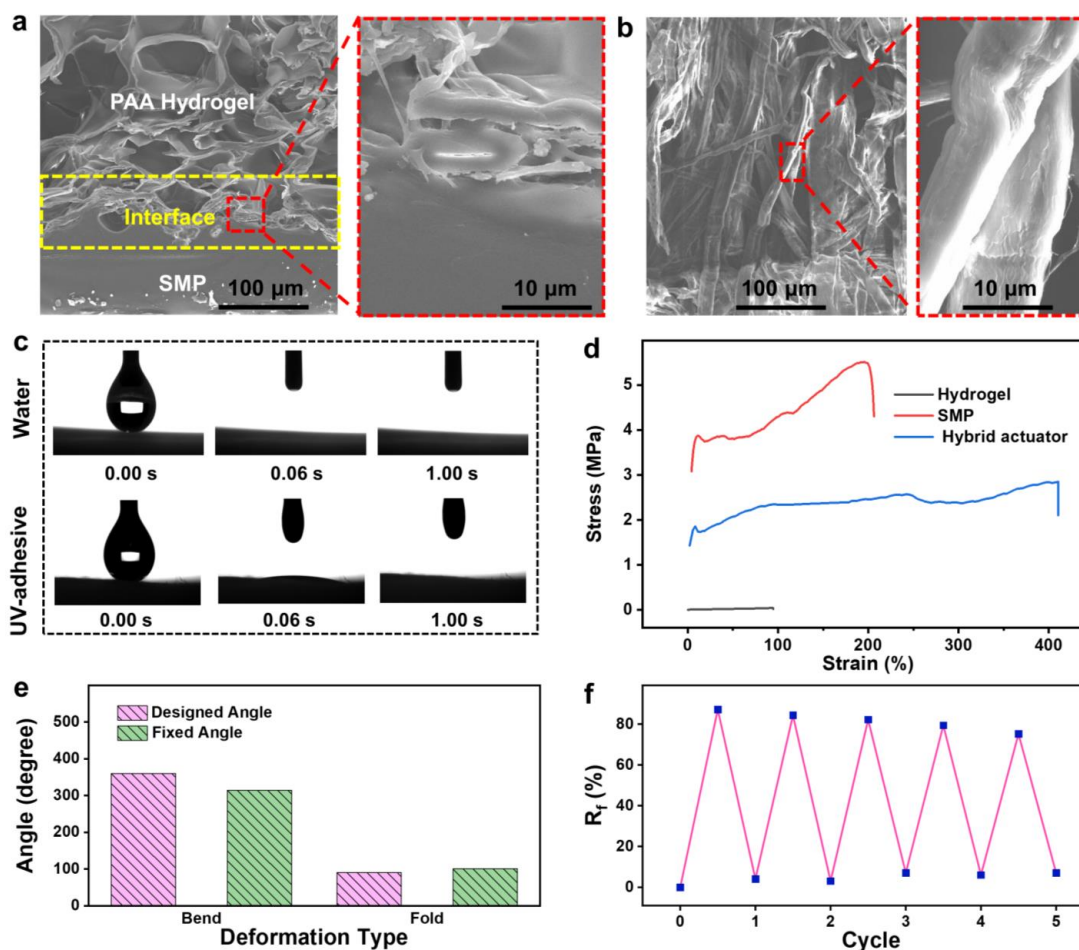 a
PAA Hydrogel
Interface
SMP
100 µm
10 µm
b
100 µm
10 µm
c
Water
0.00 s
0.06 s
1.00 s
UV-adhesive
0.00 s
0.06 s
1.00 s
d
Stress (MPa)
5
4
3
2
1
0
Hydrogel
SMP
Hybrid actuator
0
100
200
300
400
Strain (%)
e
Angle (degree)
500
400
300
200
100
0
Designed Angle
Fixed Angle
Bend
Fold
Deformation Type
f
Rf (%)
80
60
40
20
0
0
1
2
3
4
5
Cycle